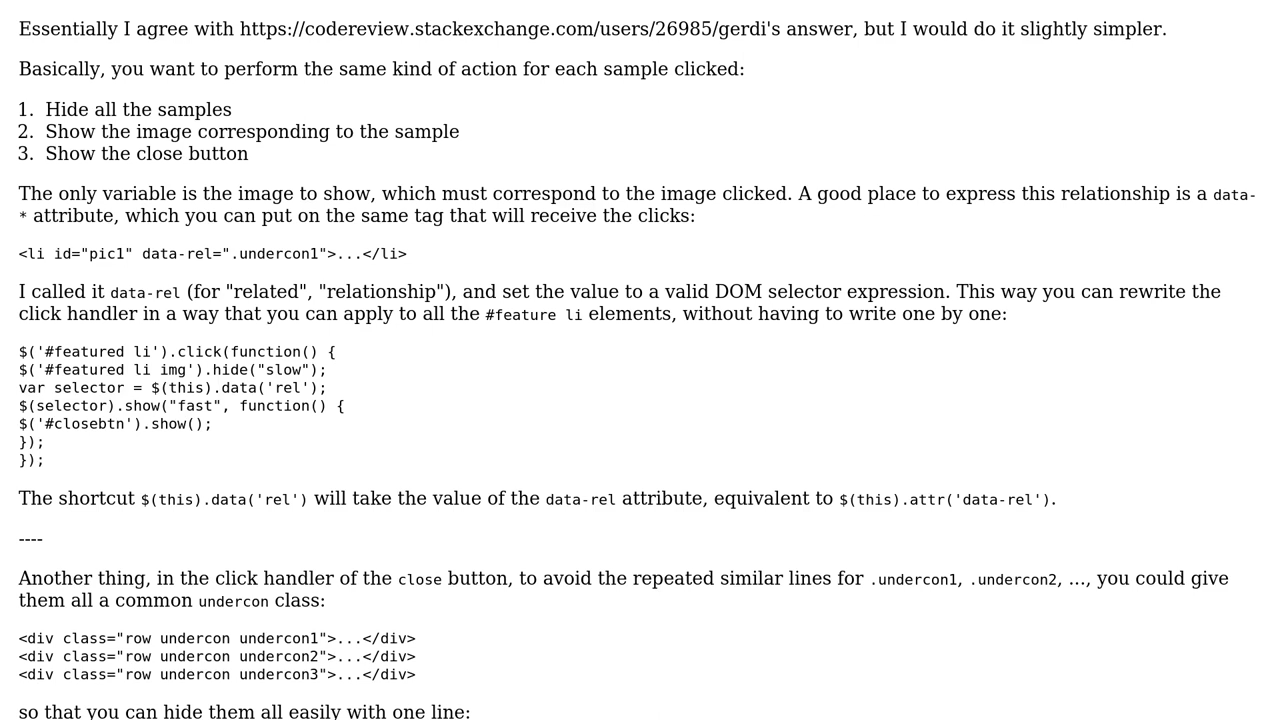 Essentially I agree with https://codereview.stackexchange.com/users/26985/gerdi's answer, but I would do it slightly simpler.
Basically, you want to perform the same kind of action for each sample clicked:
1. Hide all the samples
2. Show the image corresponding to the sample
3. Show the close button
The only variable is the image to show, which must correspond to the image clicked. A good place to express this relationship is a data-
* attribute, which you can put on the same tag that will receive the clicks:
<li id="pic1" data-rel=".undercon1">...</li>
I called it data-rel (for "related", "relationship"), and set the value to a valid DOM selector expression. This way you can rewrite the
click handler in a way that you can apply to all the #feature li elements, without having to write one by one:
$('#featured li').click(function() {
$('#featured li img').hide("slow");
var selector = $(this).data('rel');
$(selector).show("fast", function() {
$('#closebtn').show();
});
});
The shortcut $(this).data('rel') will take the value of the data-rel attribute, equivalent to $(this).attr('data-rel').
----
Another thing, in the click handler of the close button, to avoid the repeated similar lines for .undercon1, .undercon2, ..., you could give
them all a common undercon class:
<div class="row undercon undercon1">...</div>
<div class="row undercon undercon2">...</div>
<div class="row undercon undercon3">...</div>
so that you can hide them all easily with one line: